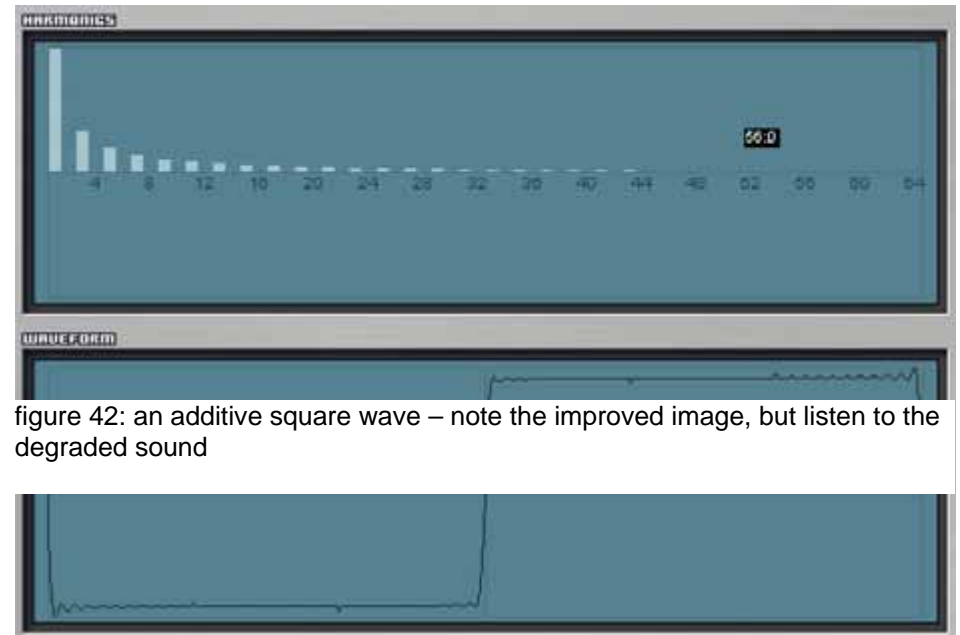 HARMONICS
56:0
4 8 12 16 20 24 28 32 36 40 44 48 52 56 60 64
WAVEFORM
figure 42: an additive square wave – note the improved image, but listen to the
degraded sound